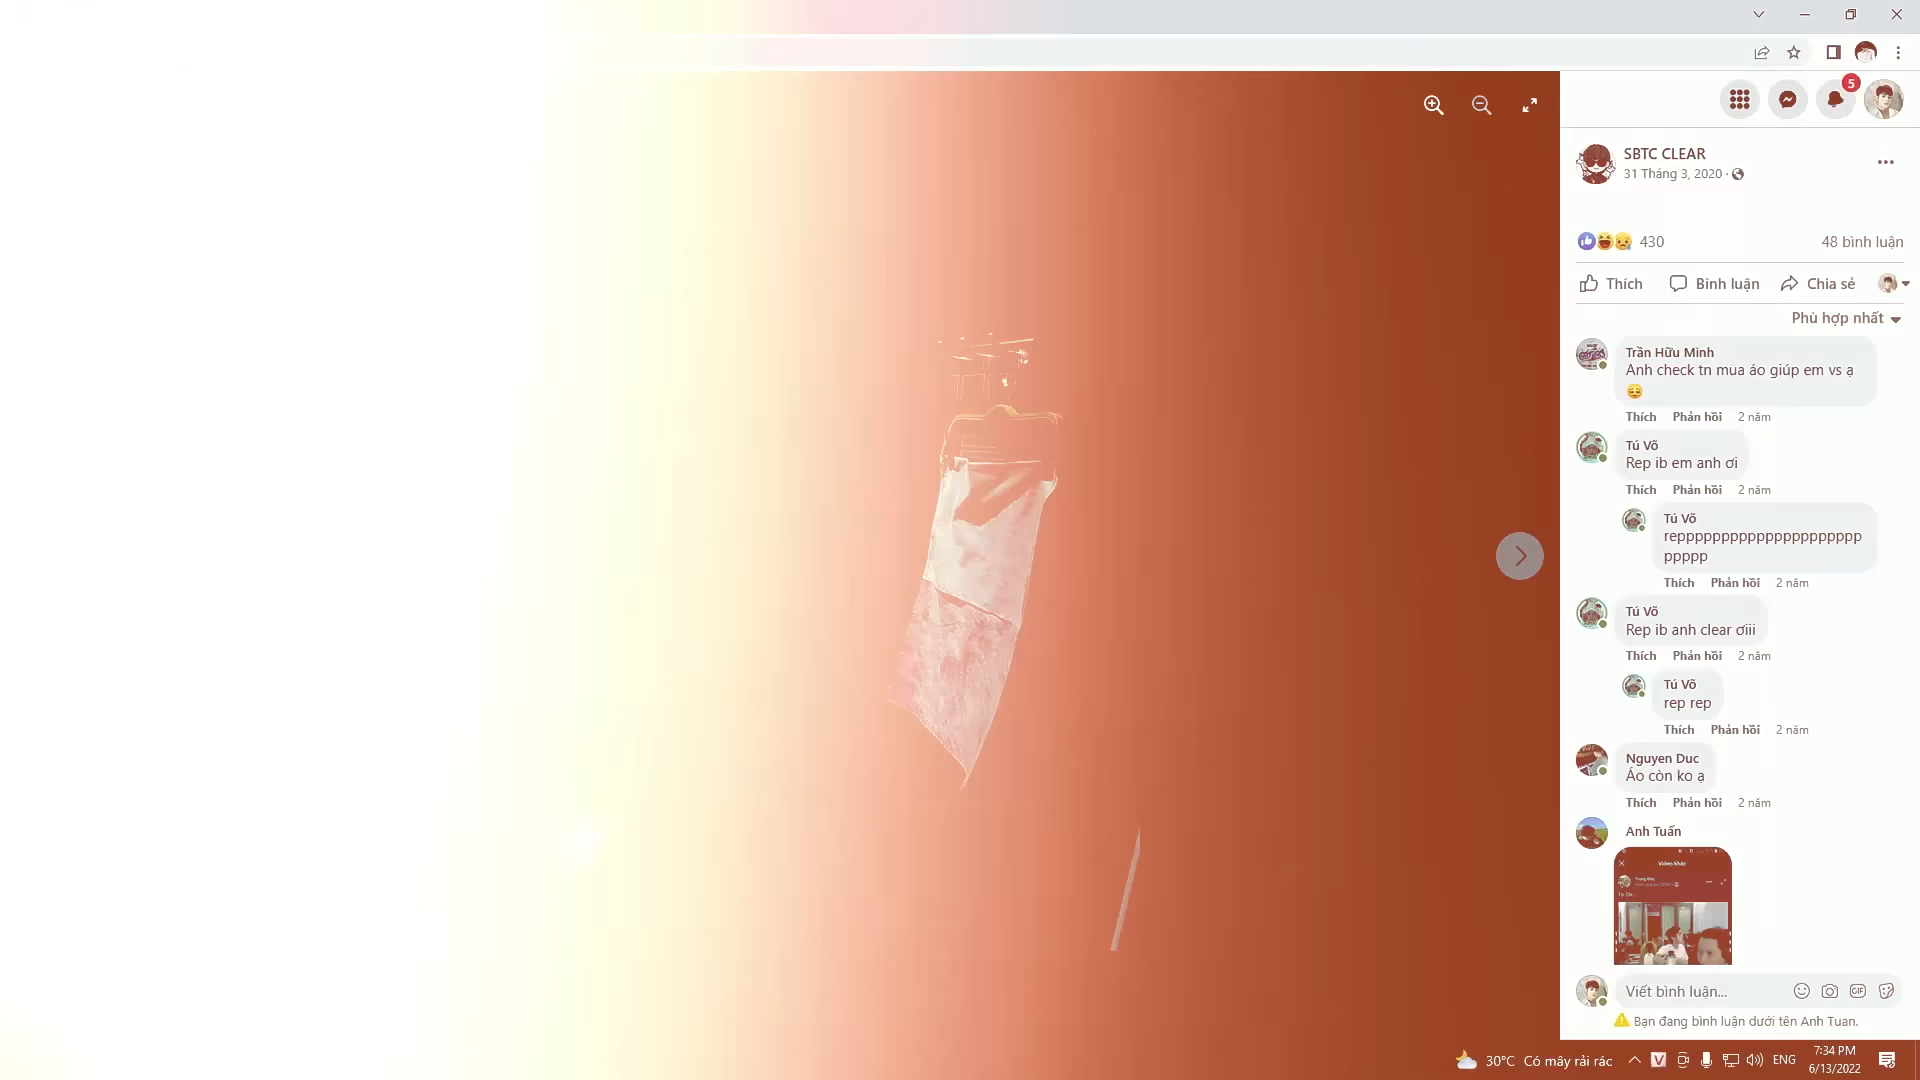 5
SBTC CLEAR
31 Tháng 3, 2020 ·
430
48 bình luận
Thích
Bình luận
Chia sẻ
Phù hợp nhất
Trần Hữu Minh
Anh check tn mua áo giúp em vs ạ
😔
Thích Phản hồi 2 năm
Tú Võ
Rep ib em anh ơi
Thích Phản hồi 2 năm
Tú Võ
repppppppppppppppppppppp
ppppp
Thích Phản hồi 2 năm
Tú Võ
Rep ib anh clear ơiii
Thích Phản hồi 2 năm
Tú Võ
rep rep
Thích Phản hồi 2 năm
Nguyen Duc
Áo còn ko ạ
Thích Phản hồi 2 năm
Anh Tuấn
Video khác
Viết bình luận...
GIF
Bạn đang bình luận dưới tên Anh Tuan.
30°C Có mây rải rác
V
ENG
7:34 PM
6/13/2022